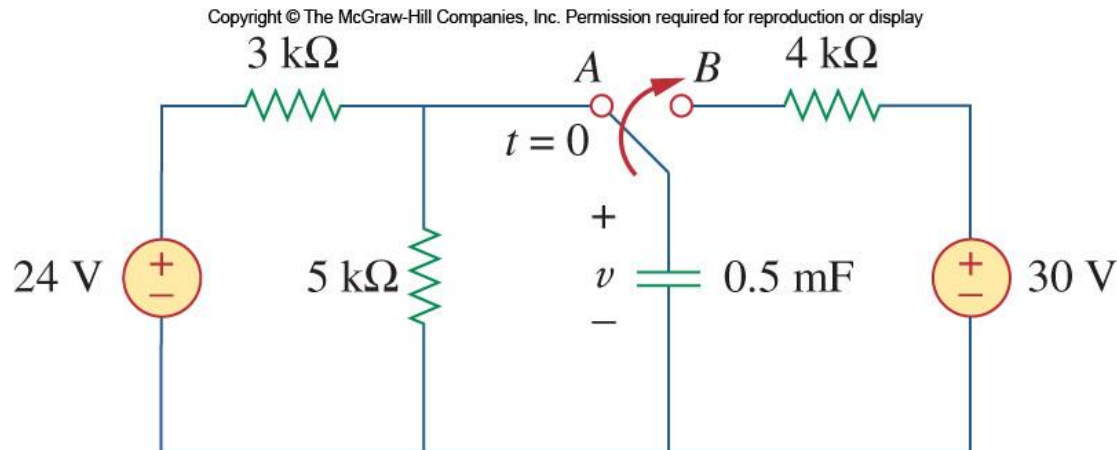 Copyright © The McGraw-Hill Companies, Inc. Permission required for reproduction or display
3 kΩ
A
B
4 kΩ
t = 0
+
24 V
+
−
5 kΩ
v
0.5 mF
+
−
30 V
−